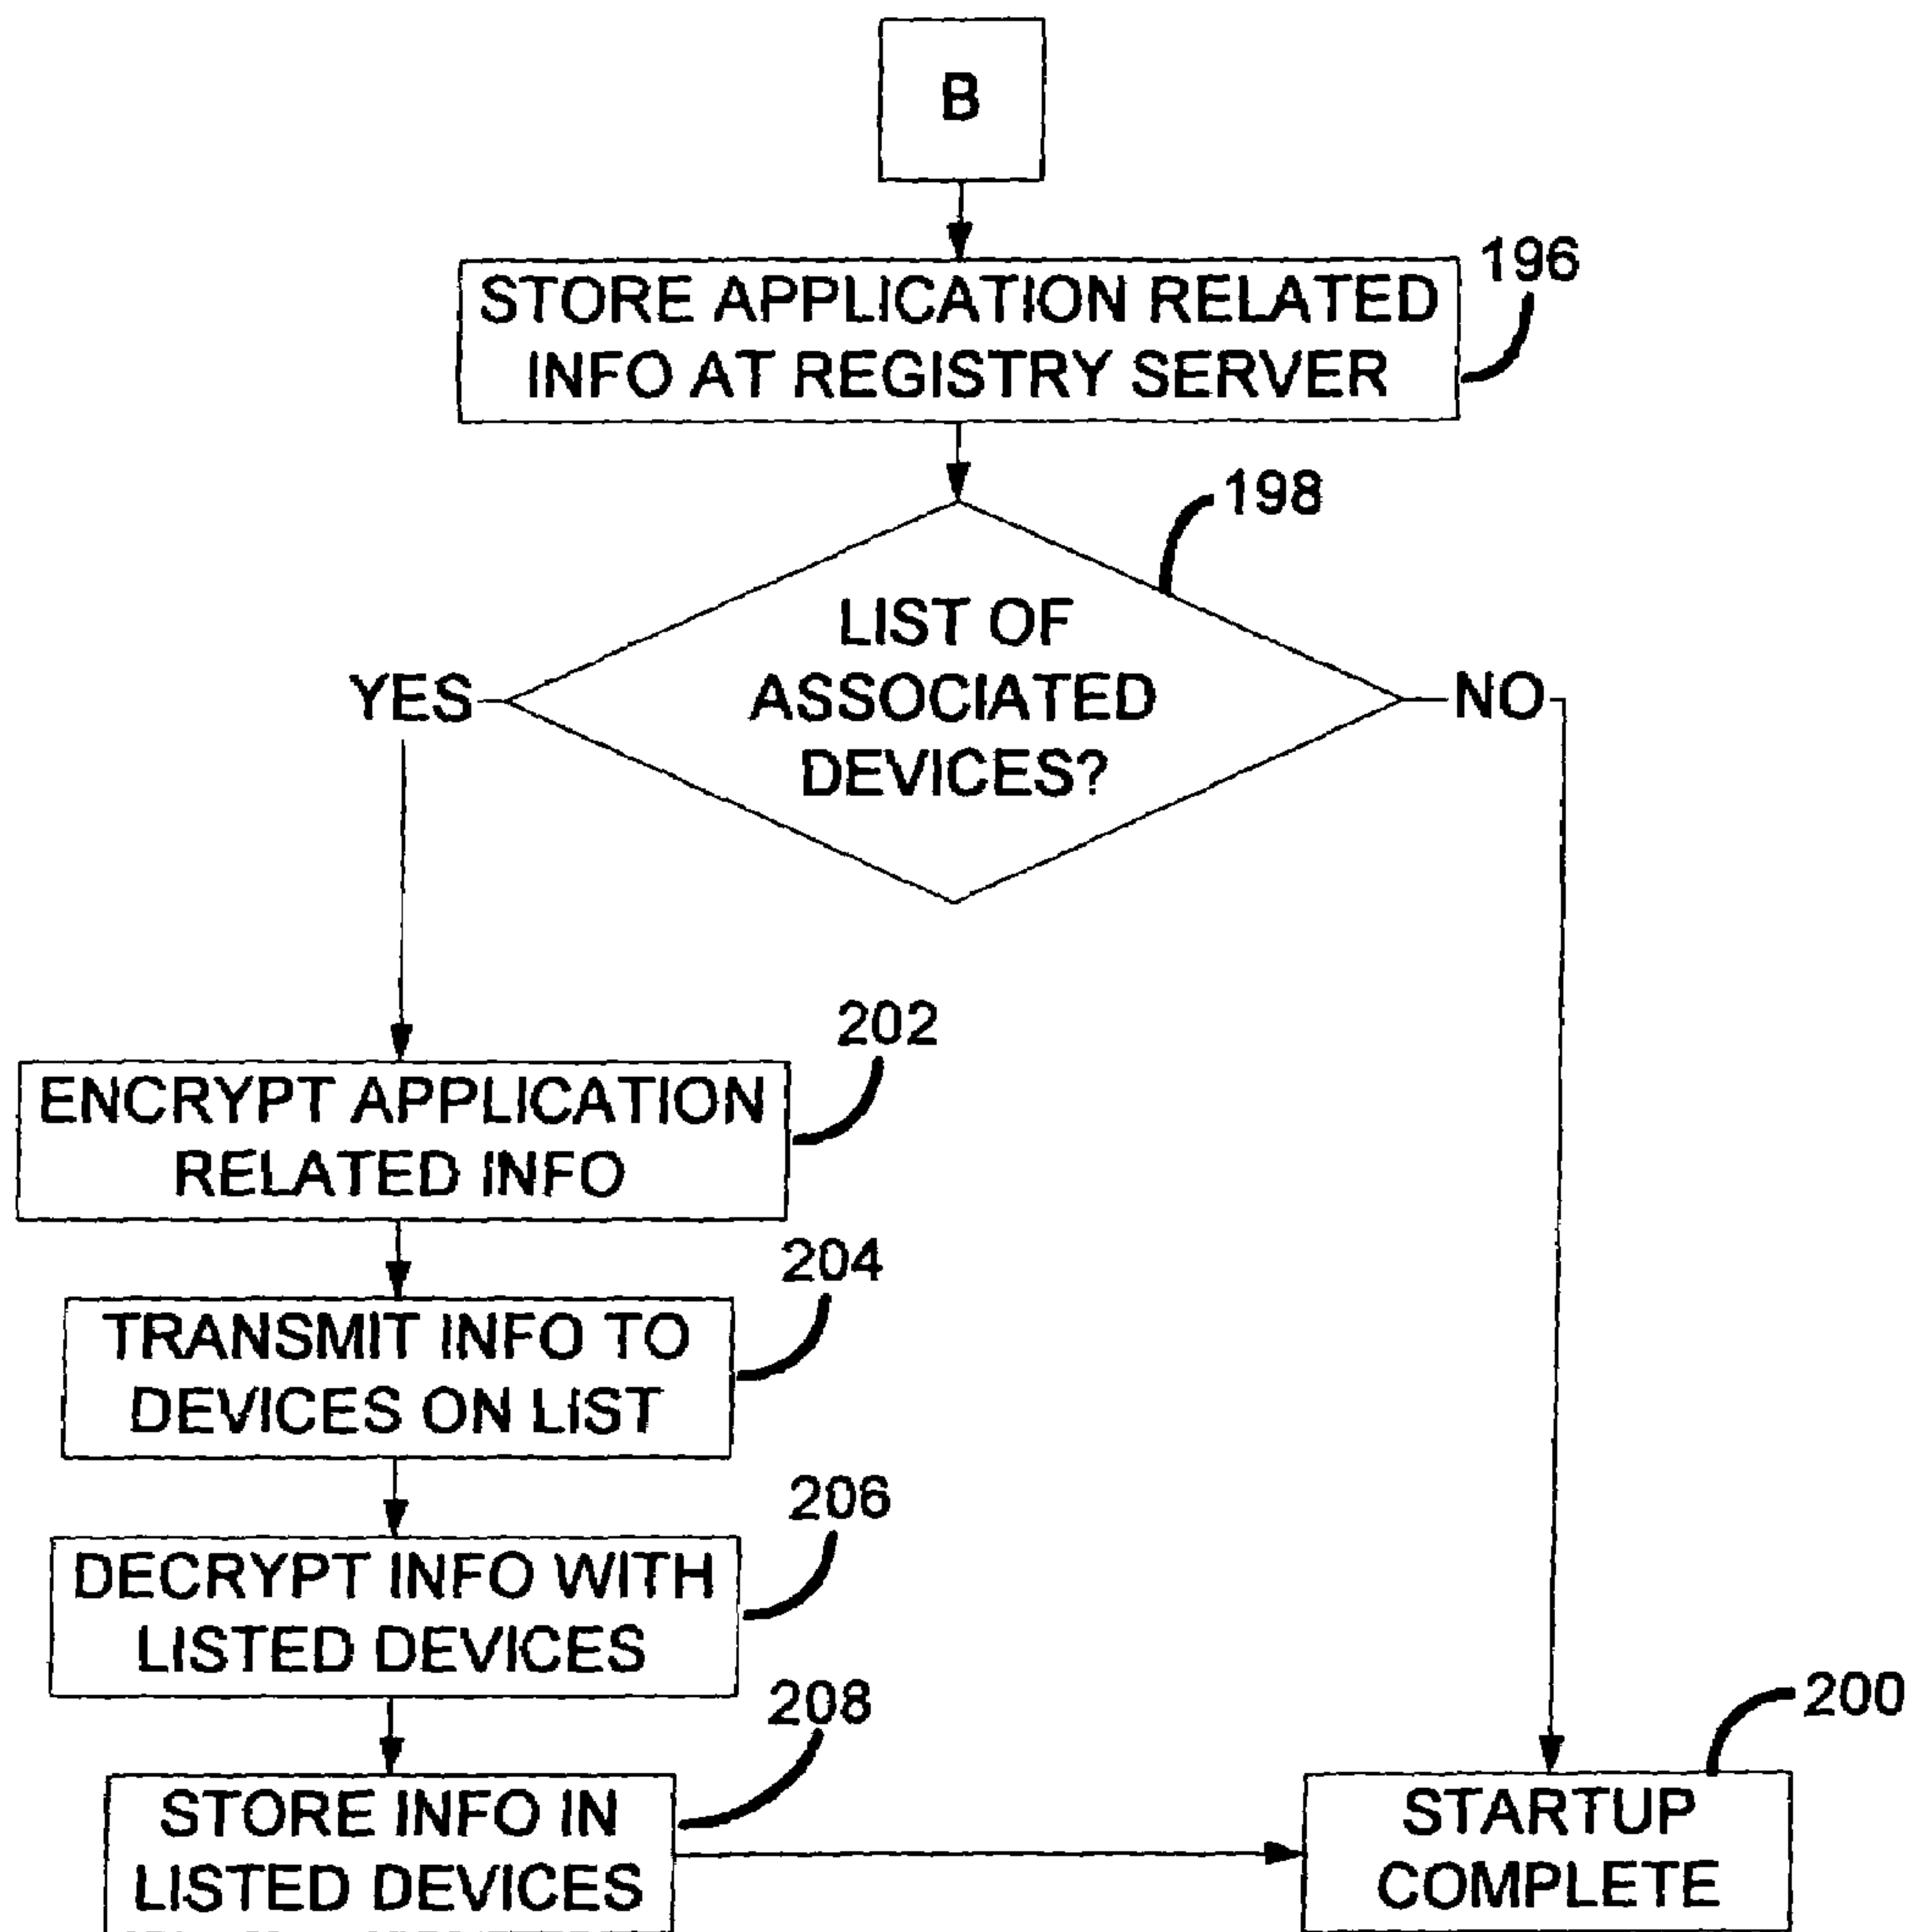 B
STORE APPLICATION RELATED
INFO AT REGISTRY SERVER
196
198
LIST OF
ASSOCIATED
DEVICES?
YES
NO
202
ENCRYPT APPLICATION
RELATED INFO
204
TRANSMIT INFO TO
DEVICES ON LIST
206
DECRYPT INFO WITH
LISTED DEVICES
208
STORE INFO IN
LISTED DEVICES
200
STARTUP
COMPLETE